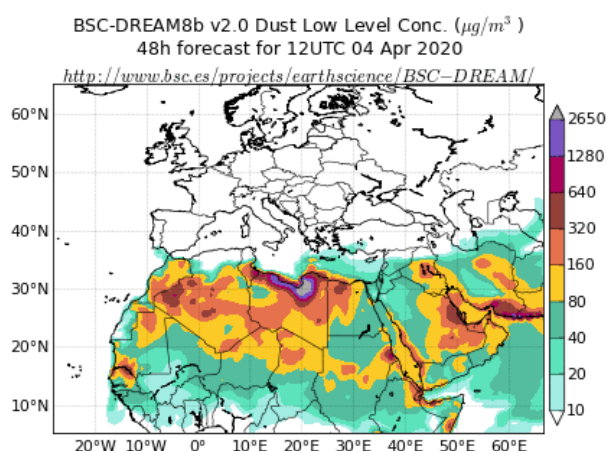 BSC-DREAM8b v2.0 Dust Low Level Conc. (μg/m³ )
48h forecast for 12UTC 04 Apr 2020
http://www.bsc.es/projects/earthscience/BSC−DREAM/
60°N
50°N
40°N
30°N
20°N
10°N
20°W 10°W 0° 10°E 20°E 30°E 40°E 50°E 60°E
2650
1280
640
320
160
80
40
20
10